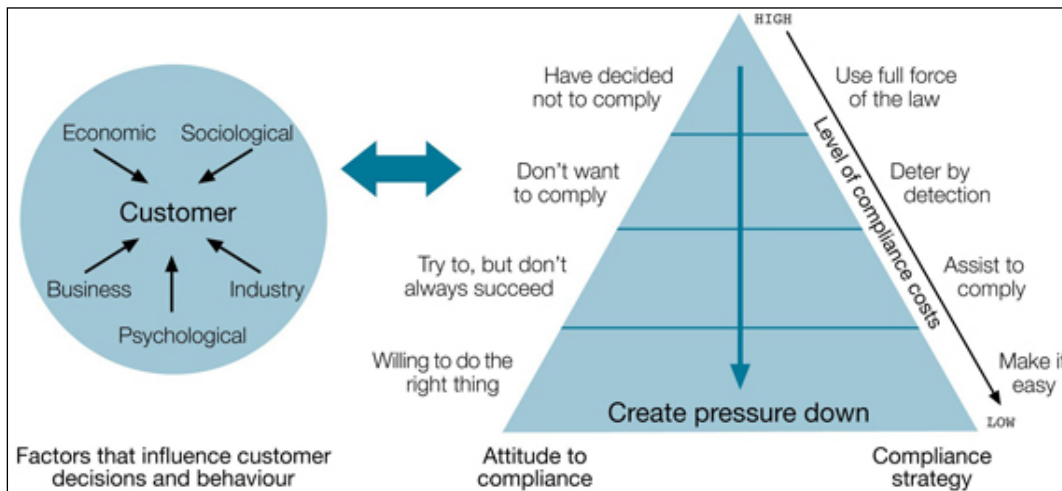 Economic
Sociological
Customer
Business
Industry
Psychological
Factors that influence customer
decisions and behaviour
HIGH
Have decided
not to comply
Use full force
of the law
Don't want
to comply
Deter by
detection
Level of compliance costs
Try to, but don't
always succeed
Assist to
comply
Willing to do the
right thing
Make it
easy
LOW
Create pressure down
Attitude to
compliance
Compliance
strategy